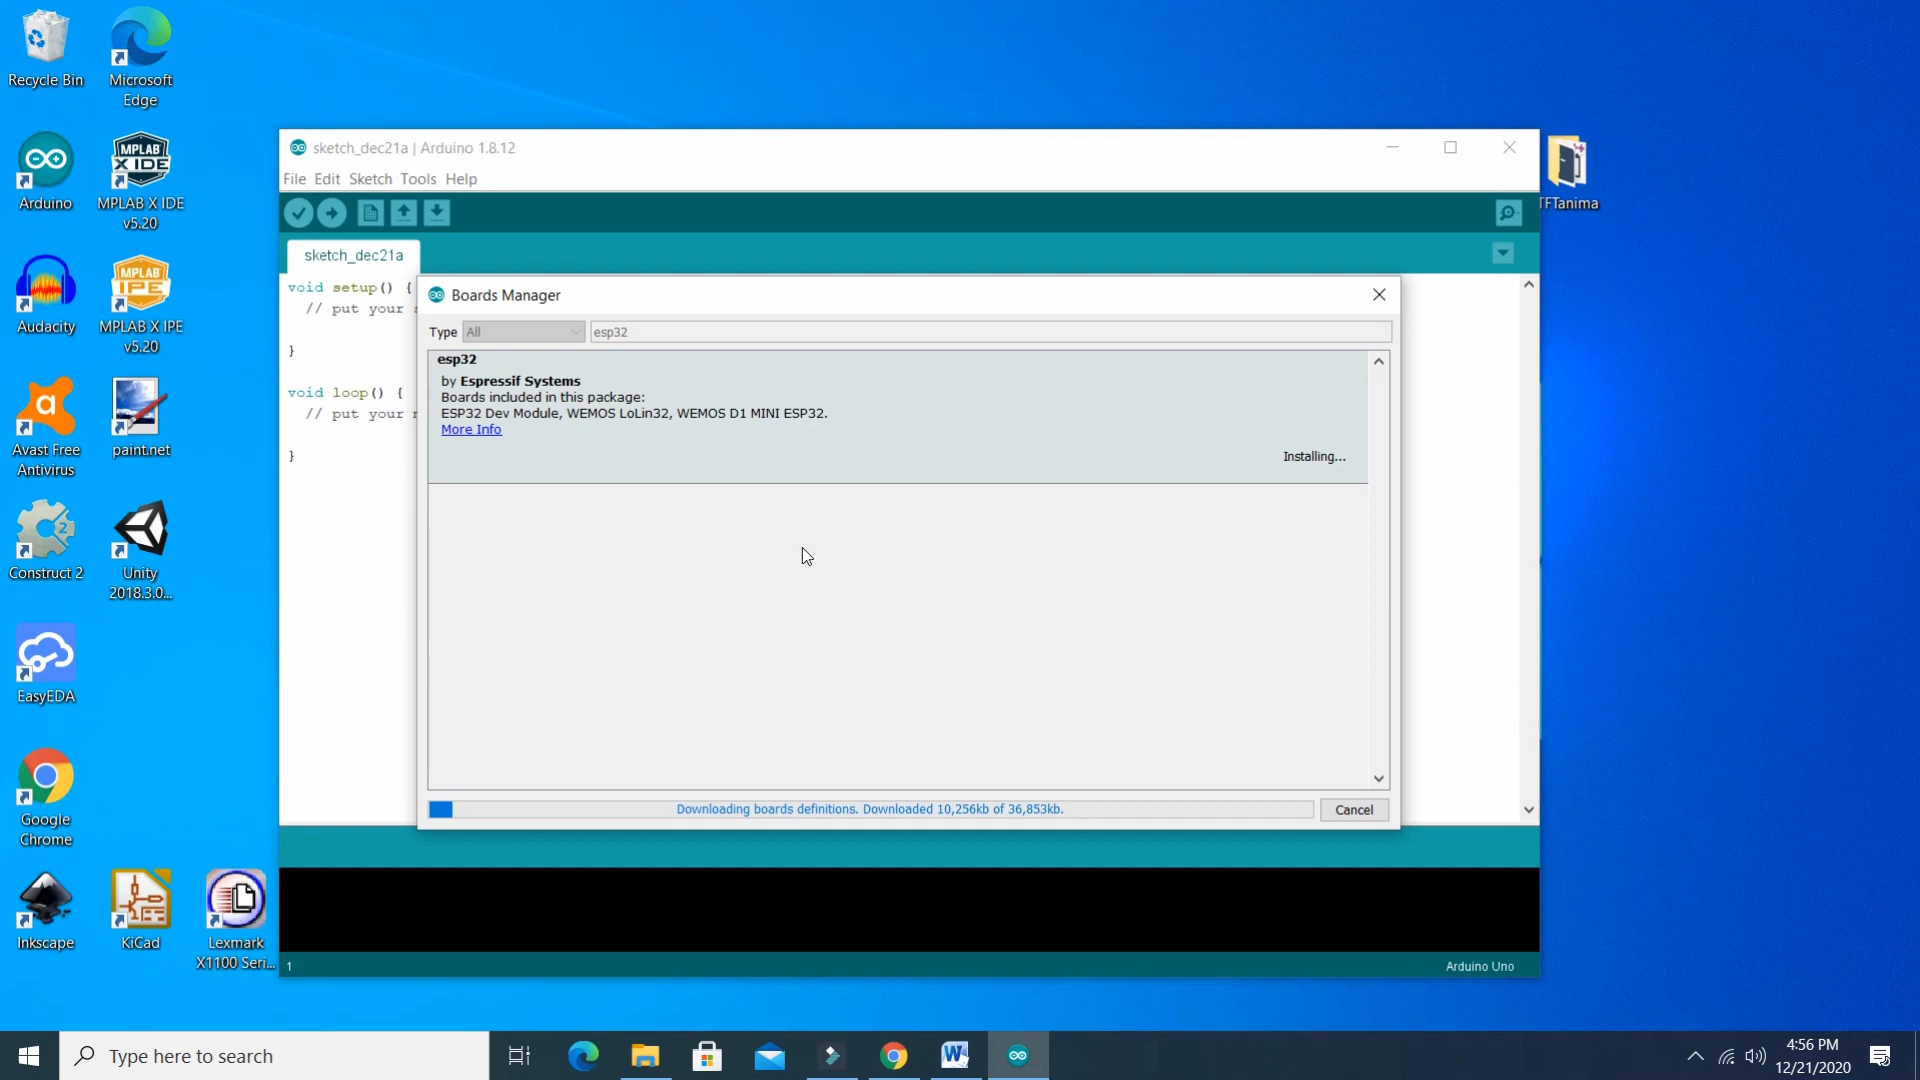 Recycle Bin
Microsoft
Edge
Arduino
MPLAB
X IDE
MPLAB X IDE
v5.20
Audacity
MPLAB
IPE
MPLAB X IPE
v5.20
Avast Free
Antivirus
paint.net
2
Construct 2
Unity
2018.3.0...
EasyEDA
Google
Chrome
Inkscape
KiCad
Lexmark
X1100 Seri...
TFTanima
sketch_dec21a | Arduino 1.8.12
File Edit Sketch Tools Help
sketch_dec21a
void setup() {
// put your
}
void loop() {
// put your
}
Boards Manager
Type All esp32
esp32
by Espressif Systems
Boards included in this package:
ESP32 Dev Module, WEMOS LoLin32, WEMOS D1 MINI ESP32.
More Info
Installing...
Downloading boards definitions. Downloaded 10,256kb of 36,853kb.
Cancel
1
Arduino Uno
Type here to search
W
4:56 PM
12/21/2020